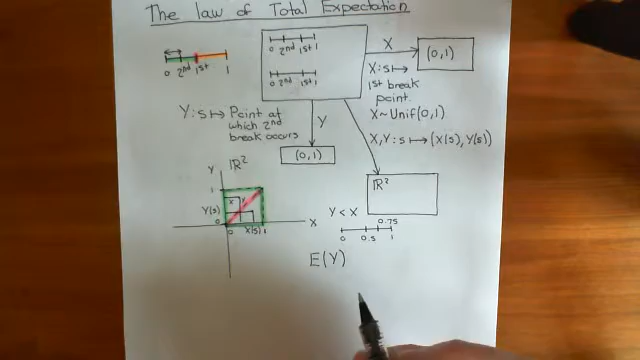 The law of Total Expectation
0 2nd 1st 1
0 2nd 1st 1
0 2nd 1st 1
X
(0,1)
X:s↦
1st break
point.
X~Unif(0,1)
Y:s↦ Point at
which 2nd
break occurs
Y
(0,1)
X,Y:s↦(X(s),Y(s))
ℝ²
Y
1
Y(s)
0
X
0 X(s) 1
ℝ²
Y<X
0.75
0 0.5 1
E(Y)